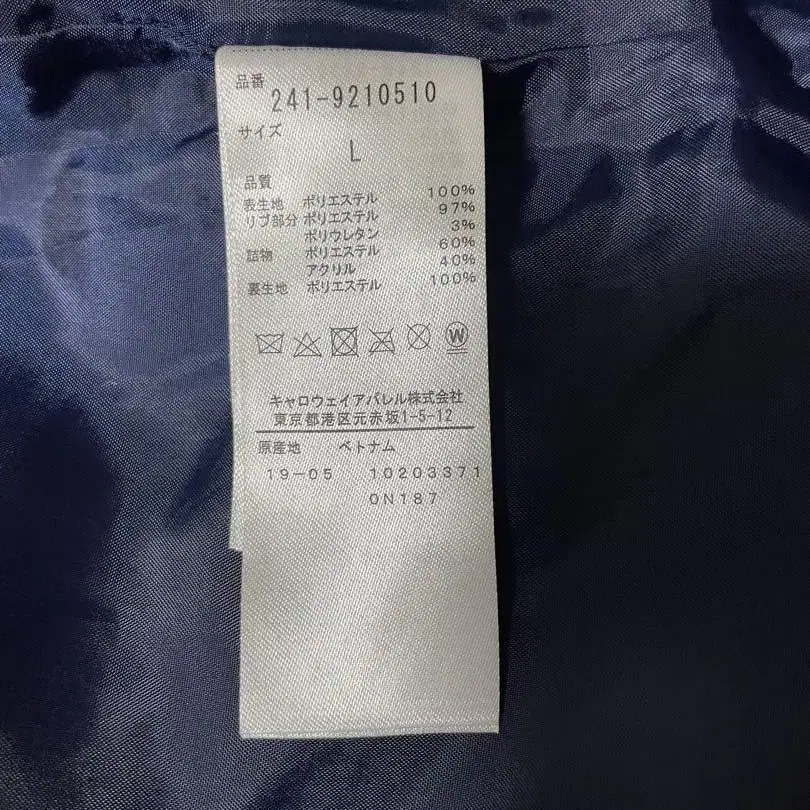 品番
241-9210510
サイズ
L
品質
表生地 ポリエステル 100%
リブ部分 ポリエステル 97%
ポリウレタン 3%
詰物 ポリエステル 60%
アクリル 40%
裏生地 ポリエステル 100%
W
キャロウェイアパレル株式会社
東京都港区元赤坂1-5-12
原産地 ベトナム
19-05 10203371
0N187